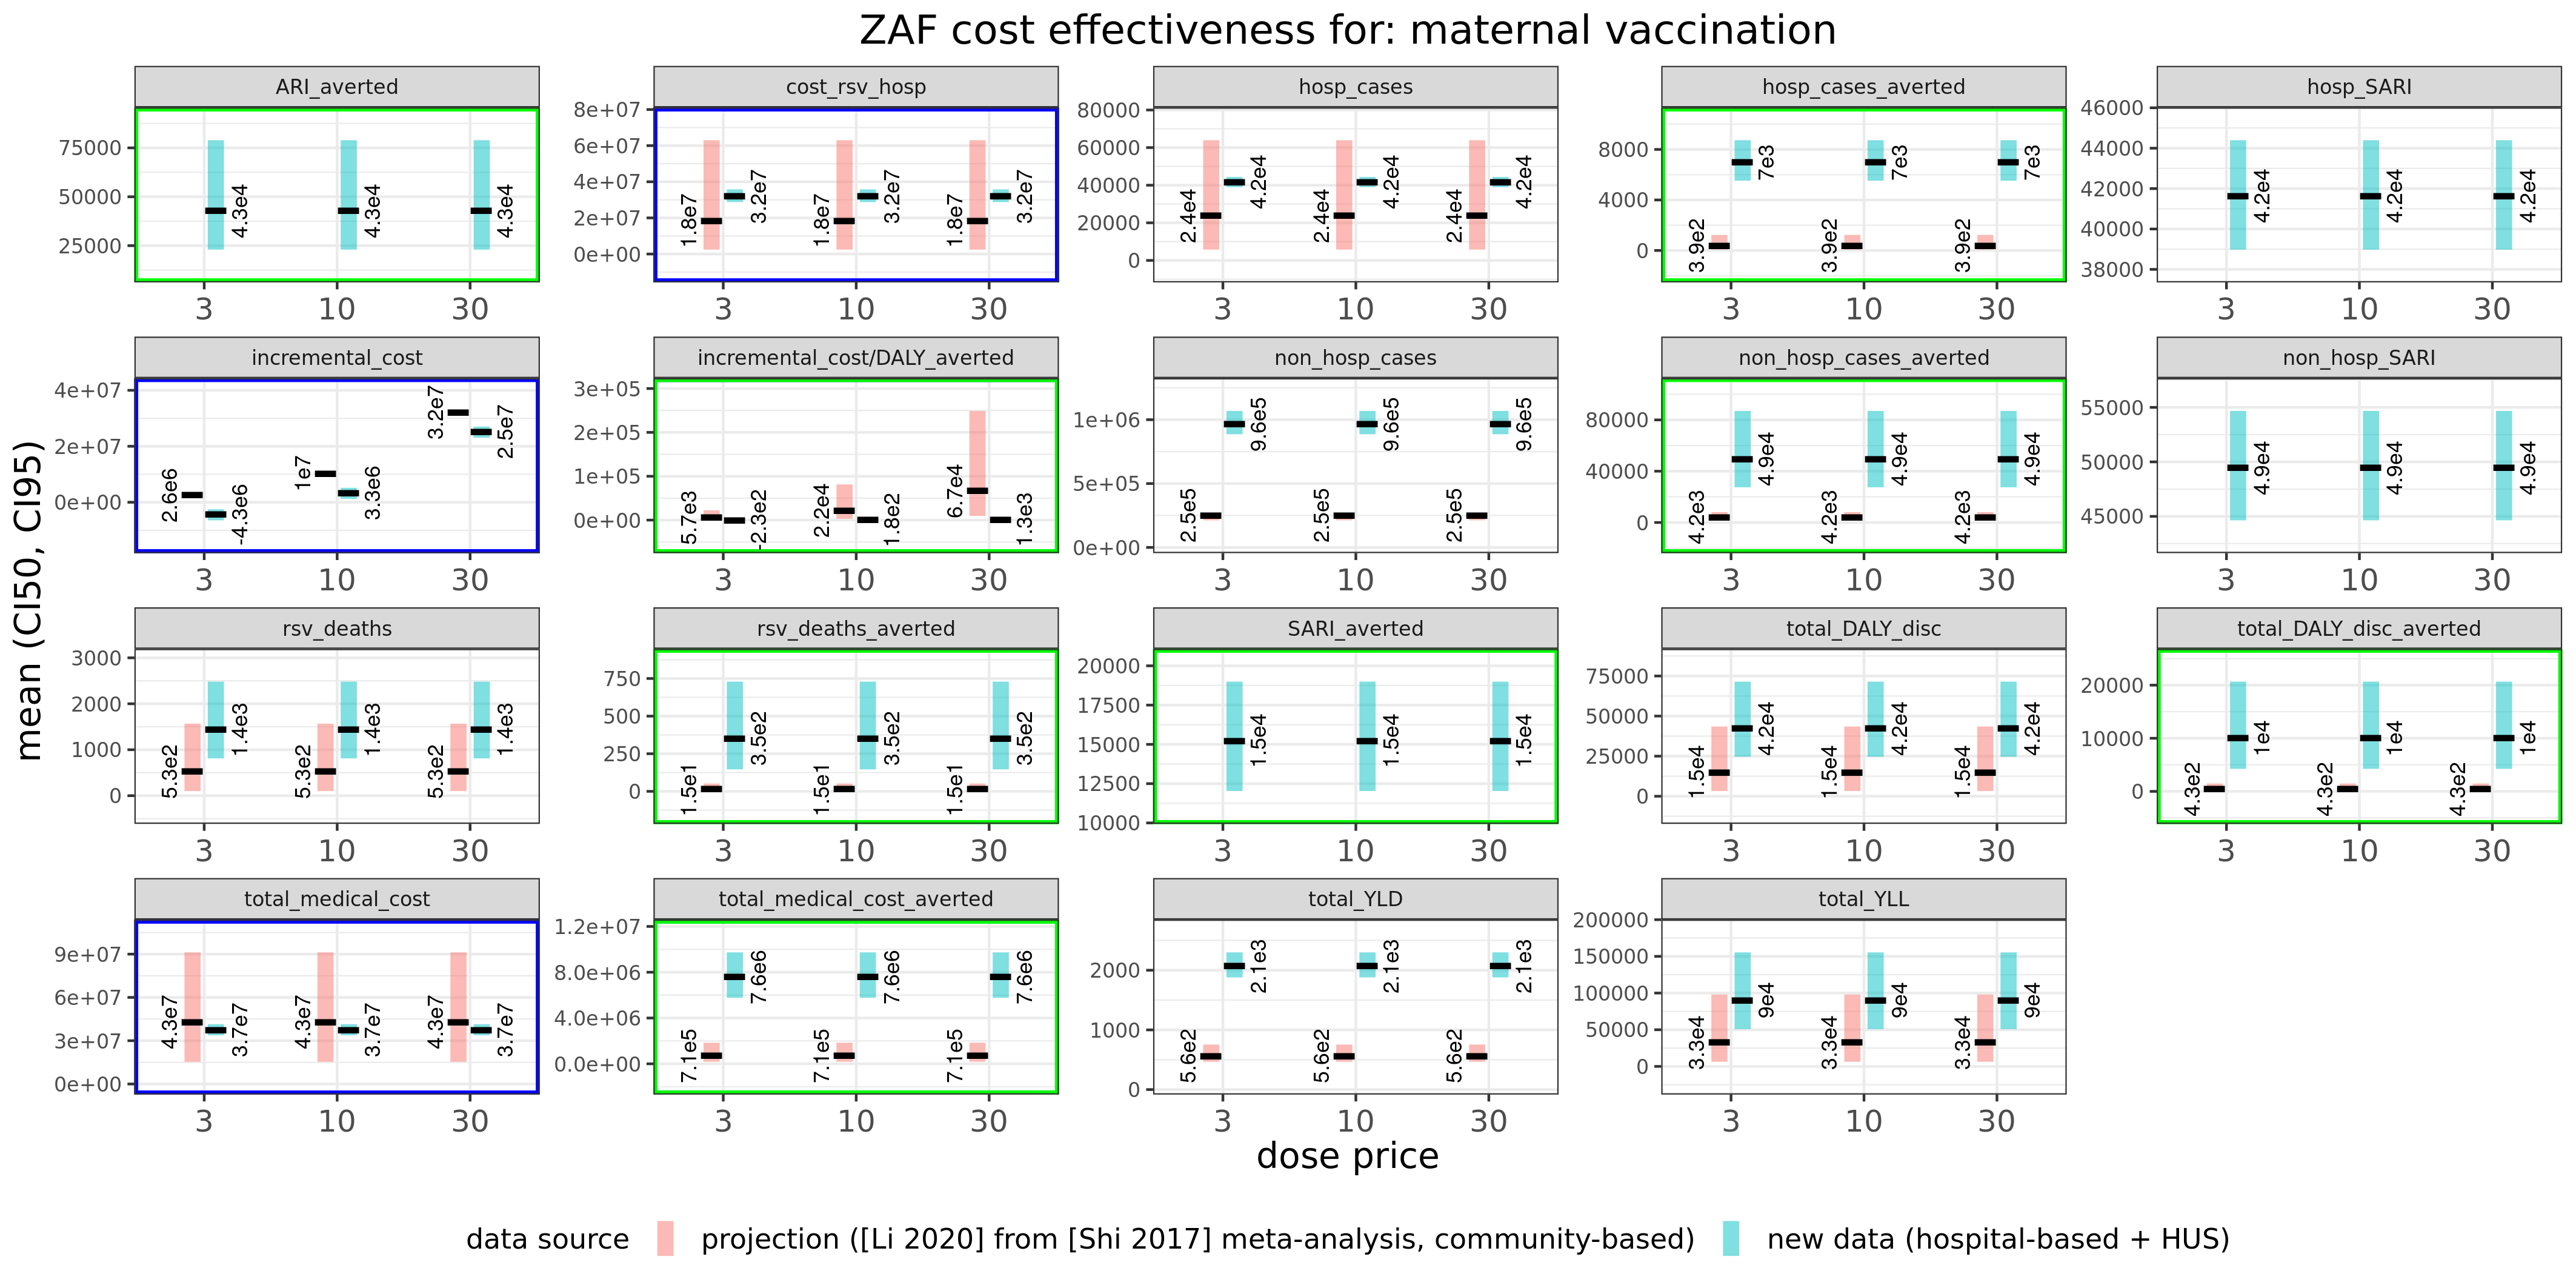 ZAF cost effectiveness for: maternal vaccination
mean (CI50, CI95)
ARI_averted
75000
50000
25000
4.3e4 4.3e4 4.3e4
3 10 30
cost_rsv_hosp
8e+07
6e+07
4e+07
2e+07
0e+00
1.8e7 3.2e7 1.8e7 3.2e7 1.8e7 3.2e7
3 10 30
hosp_cases
80000
60000
40000
20000
0
2.4e4 4.2e4 2.4e4 4.2e4 2.4e4 4.2e4
3 10 30
hosp_cases_averted
8000
4000
0
3.9e2 7e3 3.9e2 7e3 3.9e2 7e3
3 10 30
hosp_SARI
46000
44000
42000
40000
38000
4.2e4 4.2e4 4.2e4
3 10 30
incremental_cost
4e+07
2e+07
0e+00
2.6e6 -4.3e6 1e7 3.3e6 3.2e7 2.5e7
3 10 30
incremental_cost/DALY_averted
3e+05
2e+05
1e+05
0e+00
5.7e3 -2.3e2 2.2e4 1.8e2 6.7e4 1.3e3
3 10 30
non_hosp_cases
1e+06
5e+05
0e+00
2.5e5 9.6e5 2.5e5 9.6e5 2.5e5 9.6e5
3 10 30
non_hosp_cases_averted
80000
40000
0
4.2e3 4.9e4 4.2e3 4.9e4 4.2e3 4.9e4
3 10 30
non_hosp_SARI
55000
50000
45000
4.9e4 4.9e4 4.9e4
3 10 30
rsv_deaths
3000
2000
1000
0
5.3e2 1.4e3 5.3e2 1.4e3 5.3e2 1.4e3
3 10 30
rsv_deaths_averted
750
500
250
0
1.5e1 3.5e2 1.5e1 3.5e2 1.5e1 3.5e2
3 10 30
SARI_averted
20000
17500
15000
12500
10000
1.5e4 1.5e4 1.5e4
3 10 30
total_DALY_disc
75000
50000
25000
0
1.5e4 4.2e4 1.5e4 4.2e4 1.5e4 4.2e4
3 10 30
total_DALY_disc_averted
20000
10000
0
4.3e2 1e4 4.3e2 1e4 4.3e2 1e4
3 10 30
total_medical_cost
9e+07
6e+07
3e+07
0e+00
4.3e7 3.7e7 4.3e7 3.7e7 4.3e7 3.7e7
3 10 30
total_medical_cost_averted
1.2e+07
8.0e+06
4.0e+06
0.0e+00
7.1e5 7.6e6 7.1e5 7.6e6 7.1e5 7.6e6
3 10 30
total_YLD
2000
1000
0
5.6e2 2.1e3 5.6e2 2.1e3 5.6e2 2.1e3
3 10 30
total_YLL
200000
150000
100000
50000
0
3.3e4 9e4 3.3e4 9e4 3.3e4 9e4
3 10 30
dose price
data source projection ([Li 2020] from [Shi 2017] meta-analysis, community-based) new data (hospital-based + HUS)